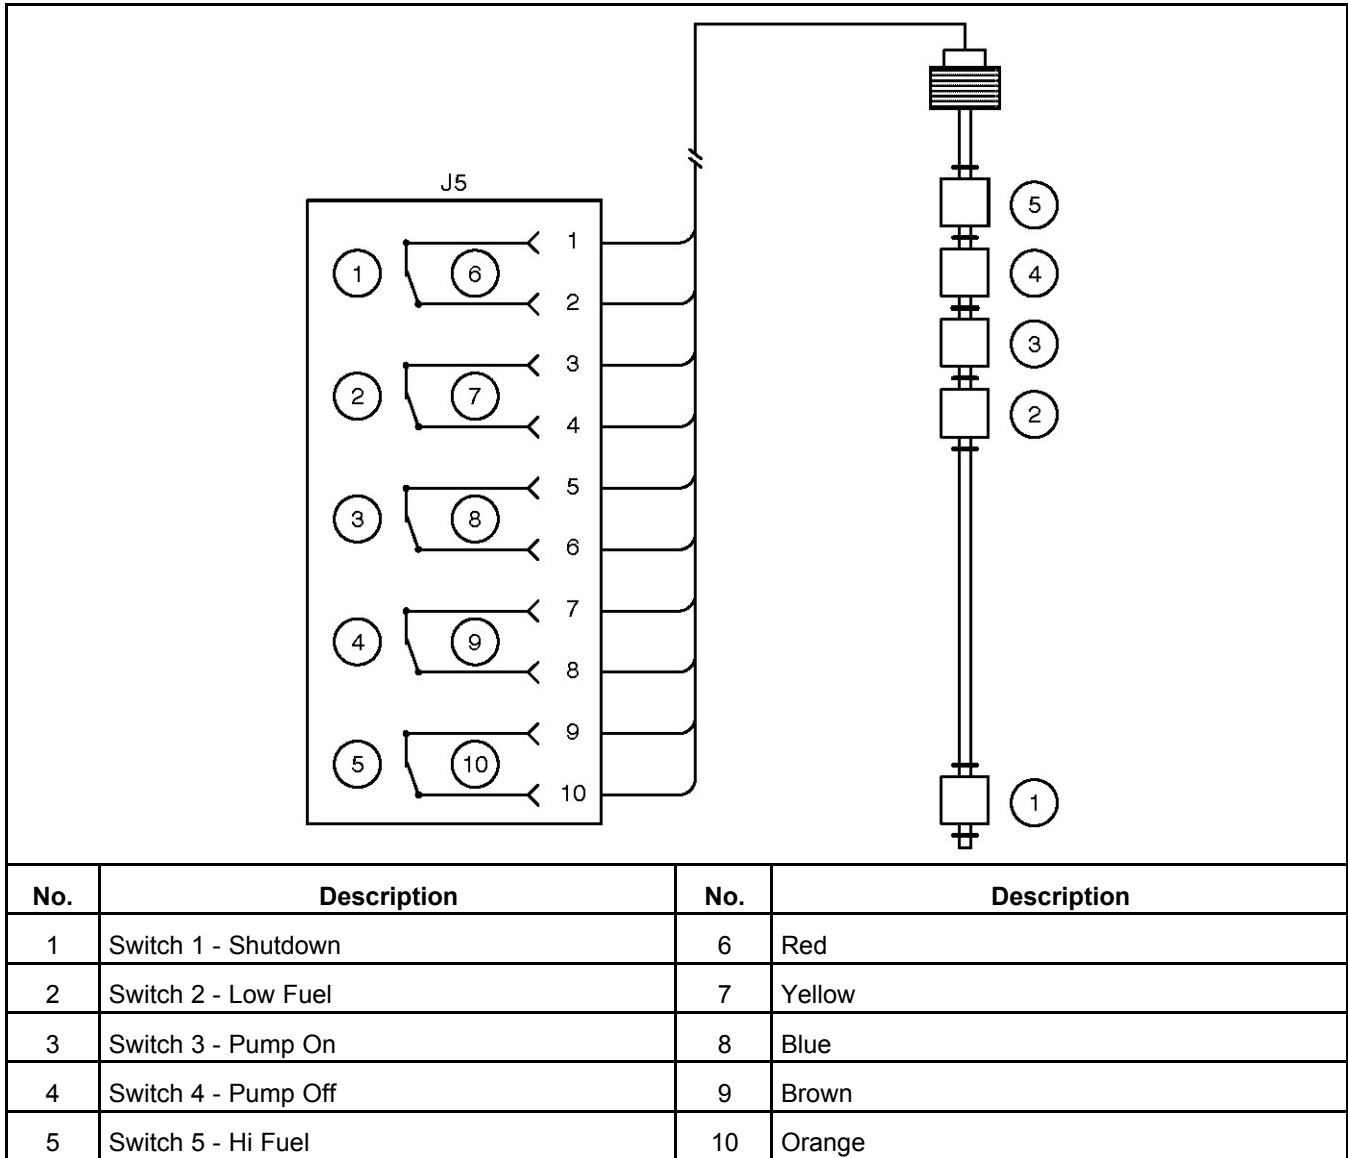 J5
1 6 1
2
2 7 3
4
3 8 5
6
4 9 7
8
5 10 9
10
5
4
3
2
1
No. Description No. Description
1 Switch 1 - Shutdown 6 Red
2 Switch 2 - Low Fuel 7 Yellow
3 Switch 3 - Pump On 8 Blue
4 Switch 4 - Pump Off 9 Brown
5 Switch 5 - Hi Fuel 10 Orange